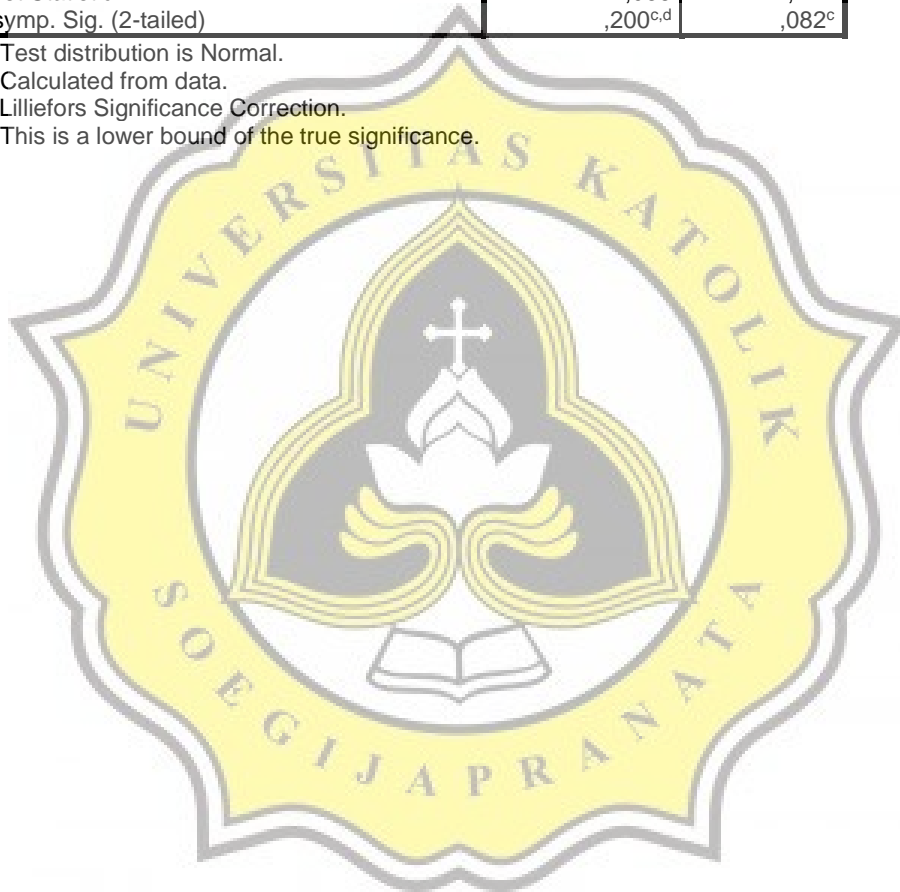 symp. Sig. (2-tailed) ,200c,d ,082c
Test distribution is Normal.
Calculated from data.
Lilliefors Significance Correction.
This is a lower bound of the true significance.
UNIVERSITAS KATOLIK
SOEGIJAPRANATA